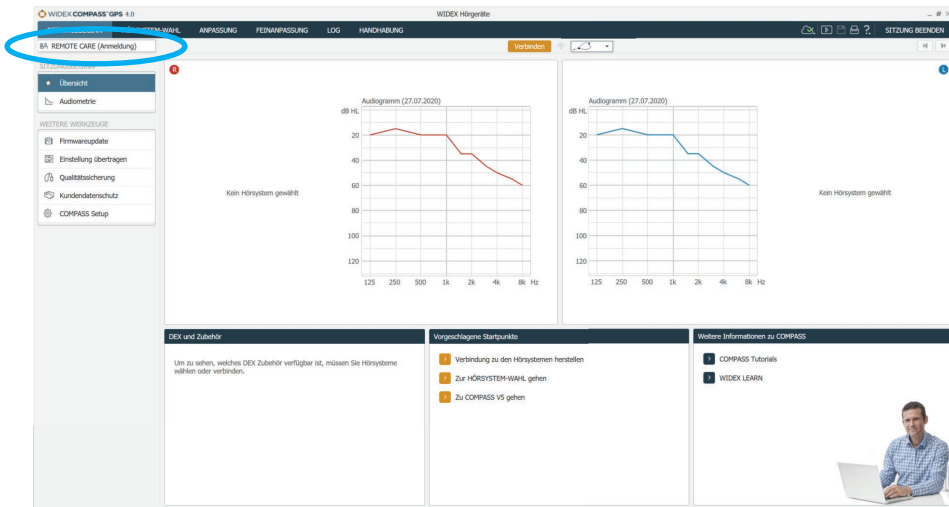 WIDEX COMPASS GPS 4.0
WIDEX Hörgeräte
ANPASSUNG FEINANPASSUNG LOG HANDHABUNG
? SITZUNG BEENDEN
REMOTE CARE (Anmeldung)
Verbinden
Übersicht
Audiometrie
WEITERE WERKZEUGE
Firmwareupdate
Einstellung übertragen
Qualitätssicherung
Kundendatenschutz
COMPASS Setup
R
Audiogramm (27.07.2020)
dB HL
20
40
60
80
100
120
125 250 500 1k 2k 4k 8k Hz
Kein Hörsystem gewählt
L
Audiogramm (27.07.2020)
dB HL
20
40
60
80
100
120
125 250 500 1k 2k 4k 8k Hz
Kein Hörsystem gewählt
DEX und Zubehör
Um zu sehen, welches DEX Zubehör verfügbar ist, müssen Sie Hörsysteme
wählen oder verbinden.
Vorgeschlagene Startpunkte
Verbindung zu den Hörsystemen herstellen
Zur HÖRSYSTEM-WAHL gehen
Zu COMPASS V5 gehen
Weitere Informationen zu COMPASS
COMPASS Tutorials
WIDEX LEARN